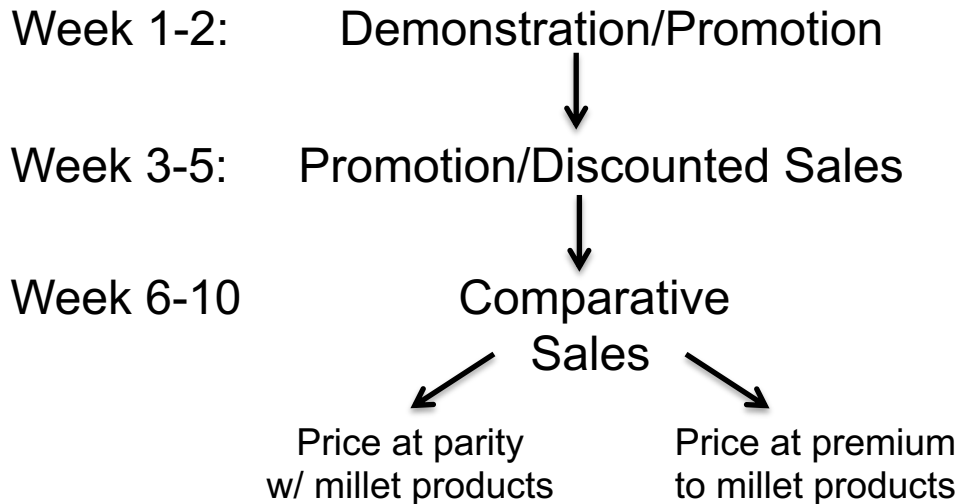 Week 1-2: Demonstration/Promotion
Week 3-5: Promotion/Discounted Sales
Week 6-10 Comparative
Sales
Price at parity Price at premium
w/ millet products to millet products